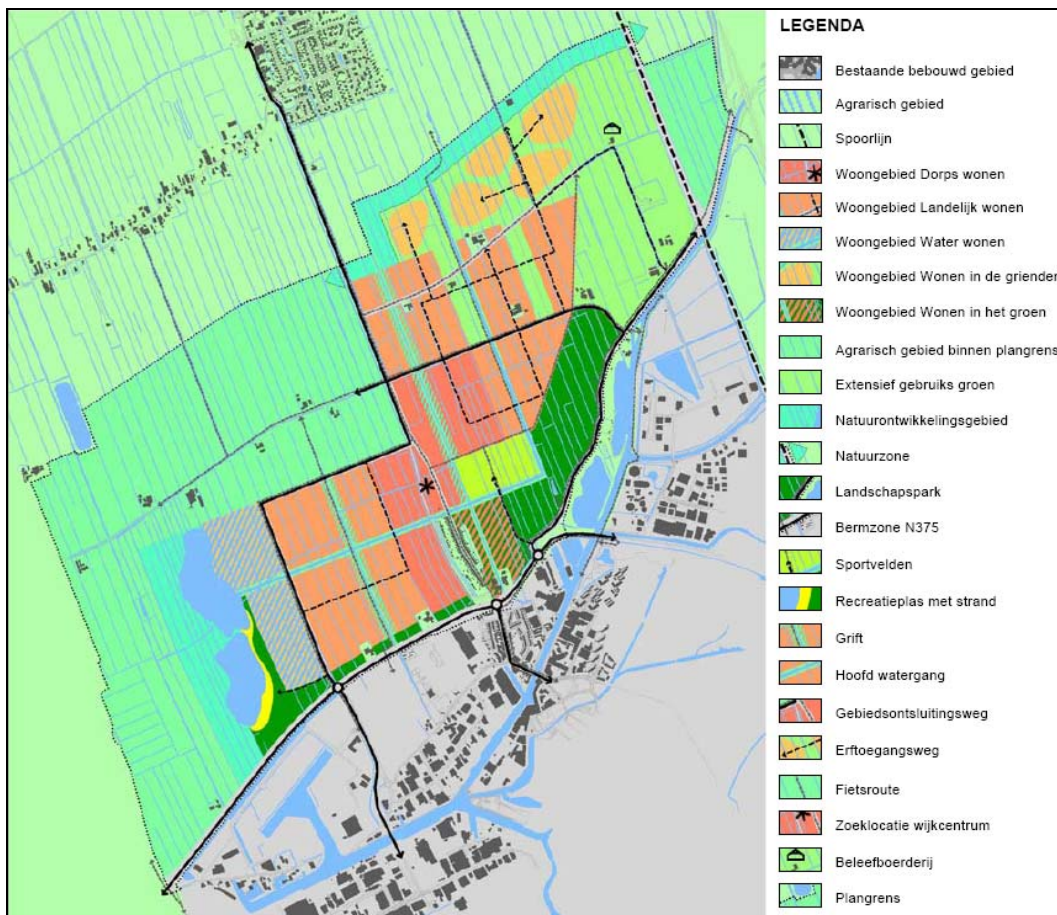 LEGENDA
Bestaande bebouwd gebied
Agrarisch gebied
Spoorlijn
Woongebied Dorps wonen
Woongebied Landelijk wonen
Woongebied Water wonen
Woongebied Wonen in de griender
Woongebied Wonen in het groen
Agrarisch gebied binnen plangrens
Extensief gebruiks groen
Natuurontwikkelingsgebied
Natuurzone
Landschapspark
Bermzone N375
Sportvelden
Recreatieplas met strand
Grift
Hoofd watergang
Gebiedsontsluitingsweg
Erftoegangsweg
Fietsroute
Zoeklocatie wijkcentrum
Beleefboerderij
Plangrens